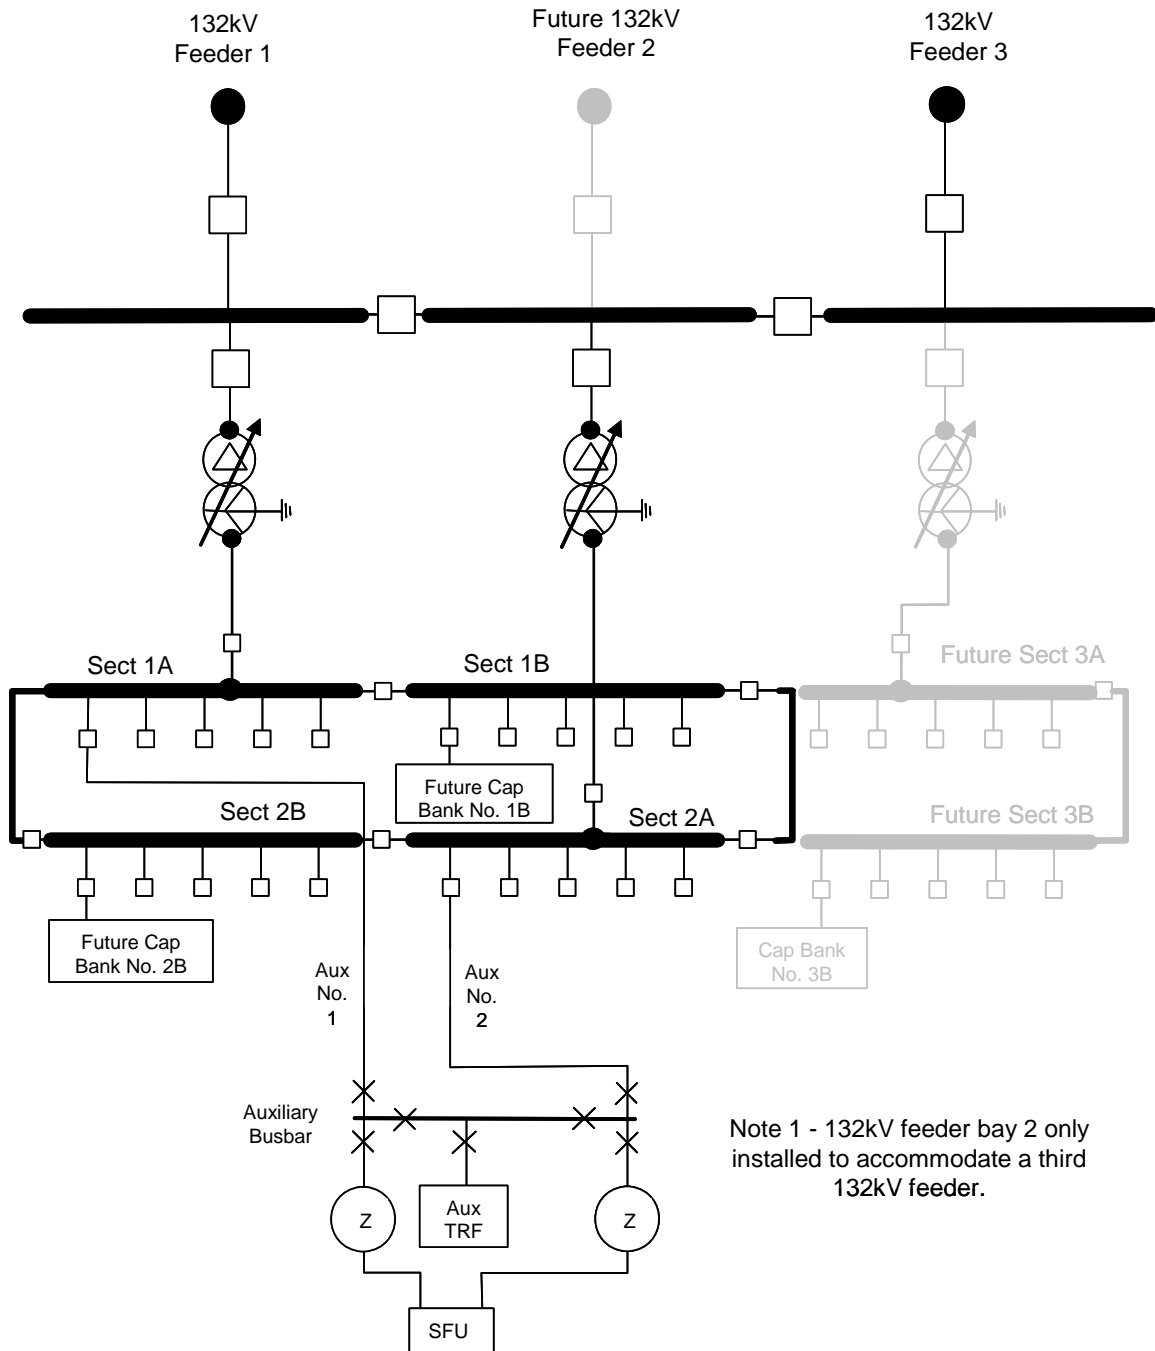 132kV
Feeder 1
Future 132kV
Feeder 2
132kV
Feeder 3
Sect 1A
Sect 1B
Future Sect 3A
Future Cap
Bank No. 1B
Sect 2B
Sect 2A
Future Sect 3B
Future Cap
Bank No. 2B
Cap Bank
No. 3B
Aux
No.
1
Aux
No.
2
Auxiliary
Busbar
Note 1 - 132kV feeder bay 2 only
installed to accommodate a third
132kV feeder.
Z
Aux
TRF
Z
SFU